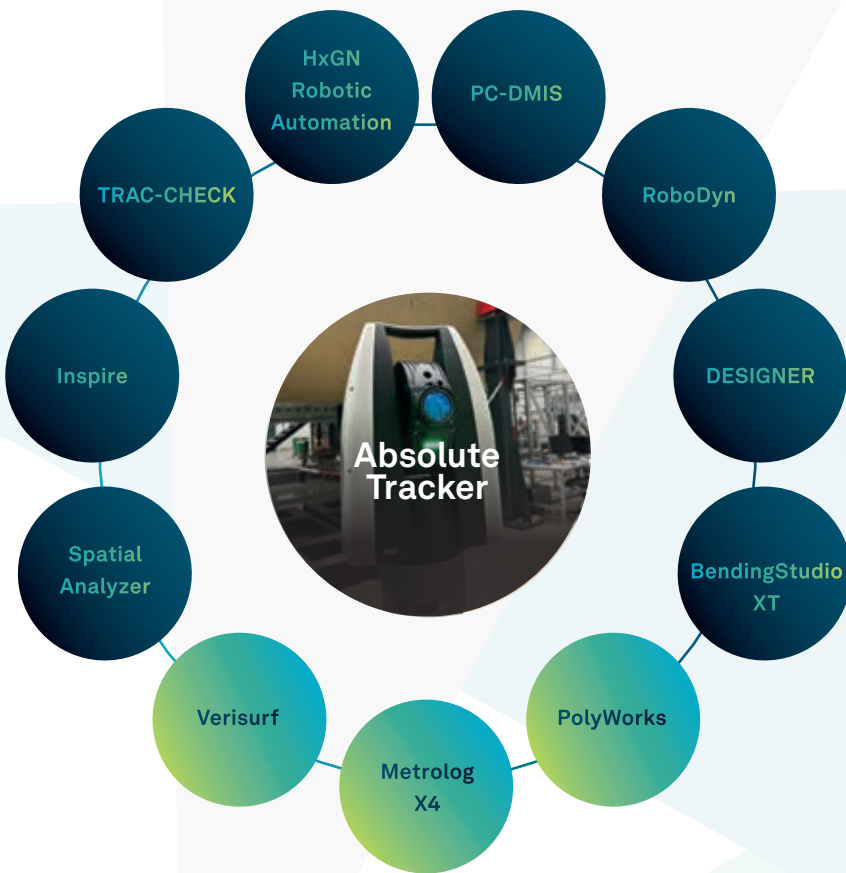 HxGN
Robotic
Automation
PC-DMIS
TRAC-CHECK
RoboDyn
Inspire
DESIGNER
Absolute
Tracker
Spatial
Analyzer
BendingStudio
XT
Verisurf
PolyWorks
Metrolog
X4